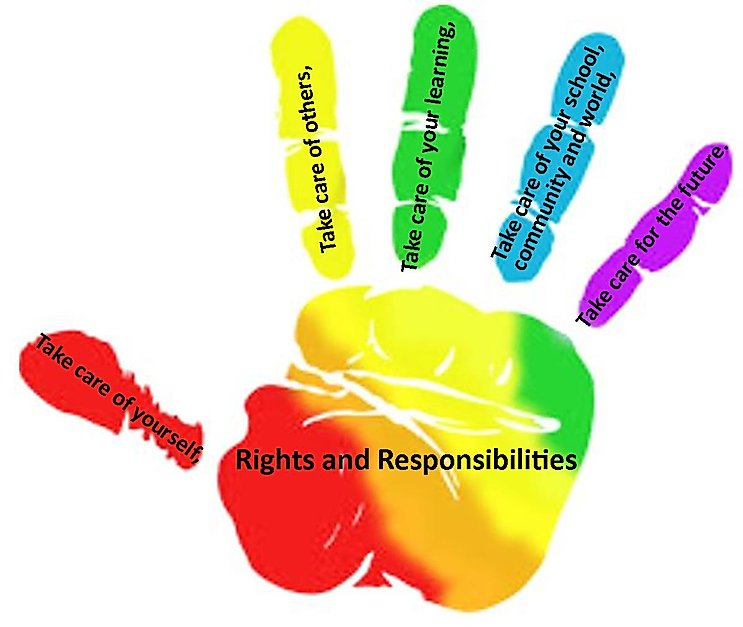 Take care of yourself,
Take care of others,
Take care of your learning,
Take care of your school,
community and world,
Take care for the future.
Rights and Responsibilities